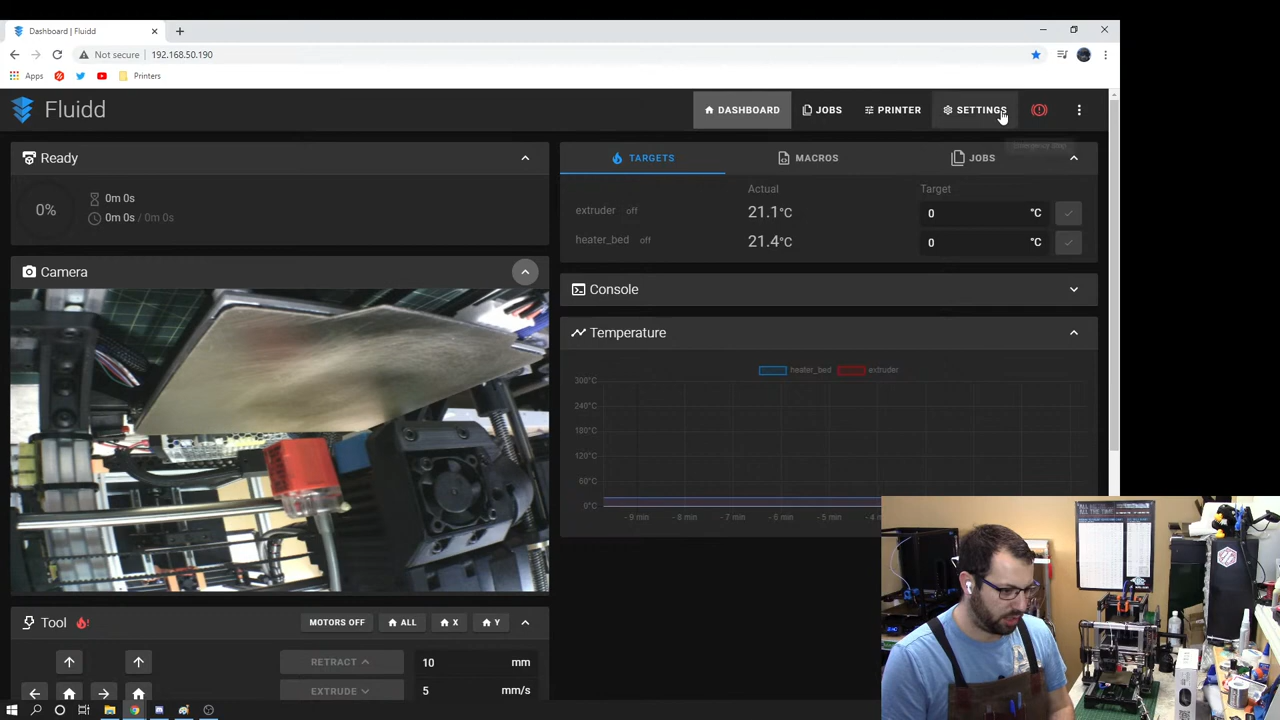 Dashboard | Fluidd
Not secure 192.168.50.190
Apps Printers
Fluidd
DASHBOARD JOBS PRINTER SETTINGS
Emergency Stop
Ready
0%
0m 0s
0m 0s / 0m 0s
Camera
Tool
MOTORS OFF ALL X Y
RETRACT 10 mm
EXTRUDE 5 mm/s
TARGETS MACROS JOBS
Actual Target
extruder off 21.1°C 0 °C
heater_bed off 21.4°C 0 °C
Console
Temperature
heater_bed extruder
300°C
240°C
180°C
120°C
60°C
0°C
-9 min -8 min -7 min -6 min -5 min